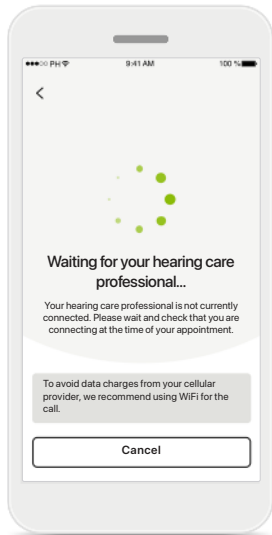 ●●●○○ PH 9:41 AM 100 %
Waiting for your hearing care
professional...
Your hearing care professional is not currently
connected. Please wait and check that you are
connecting at the time of your appointment.
To avoid data charges from your cellular
provider, we recommend using WiFi for the
call.
Cancel